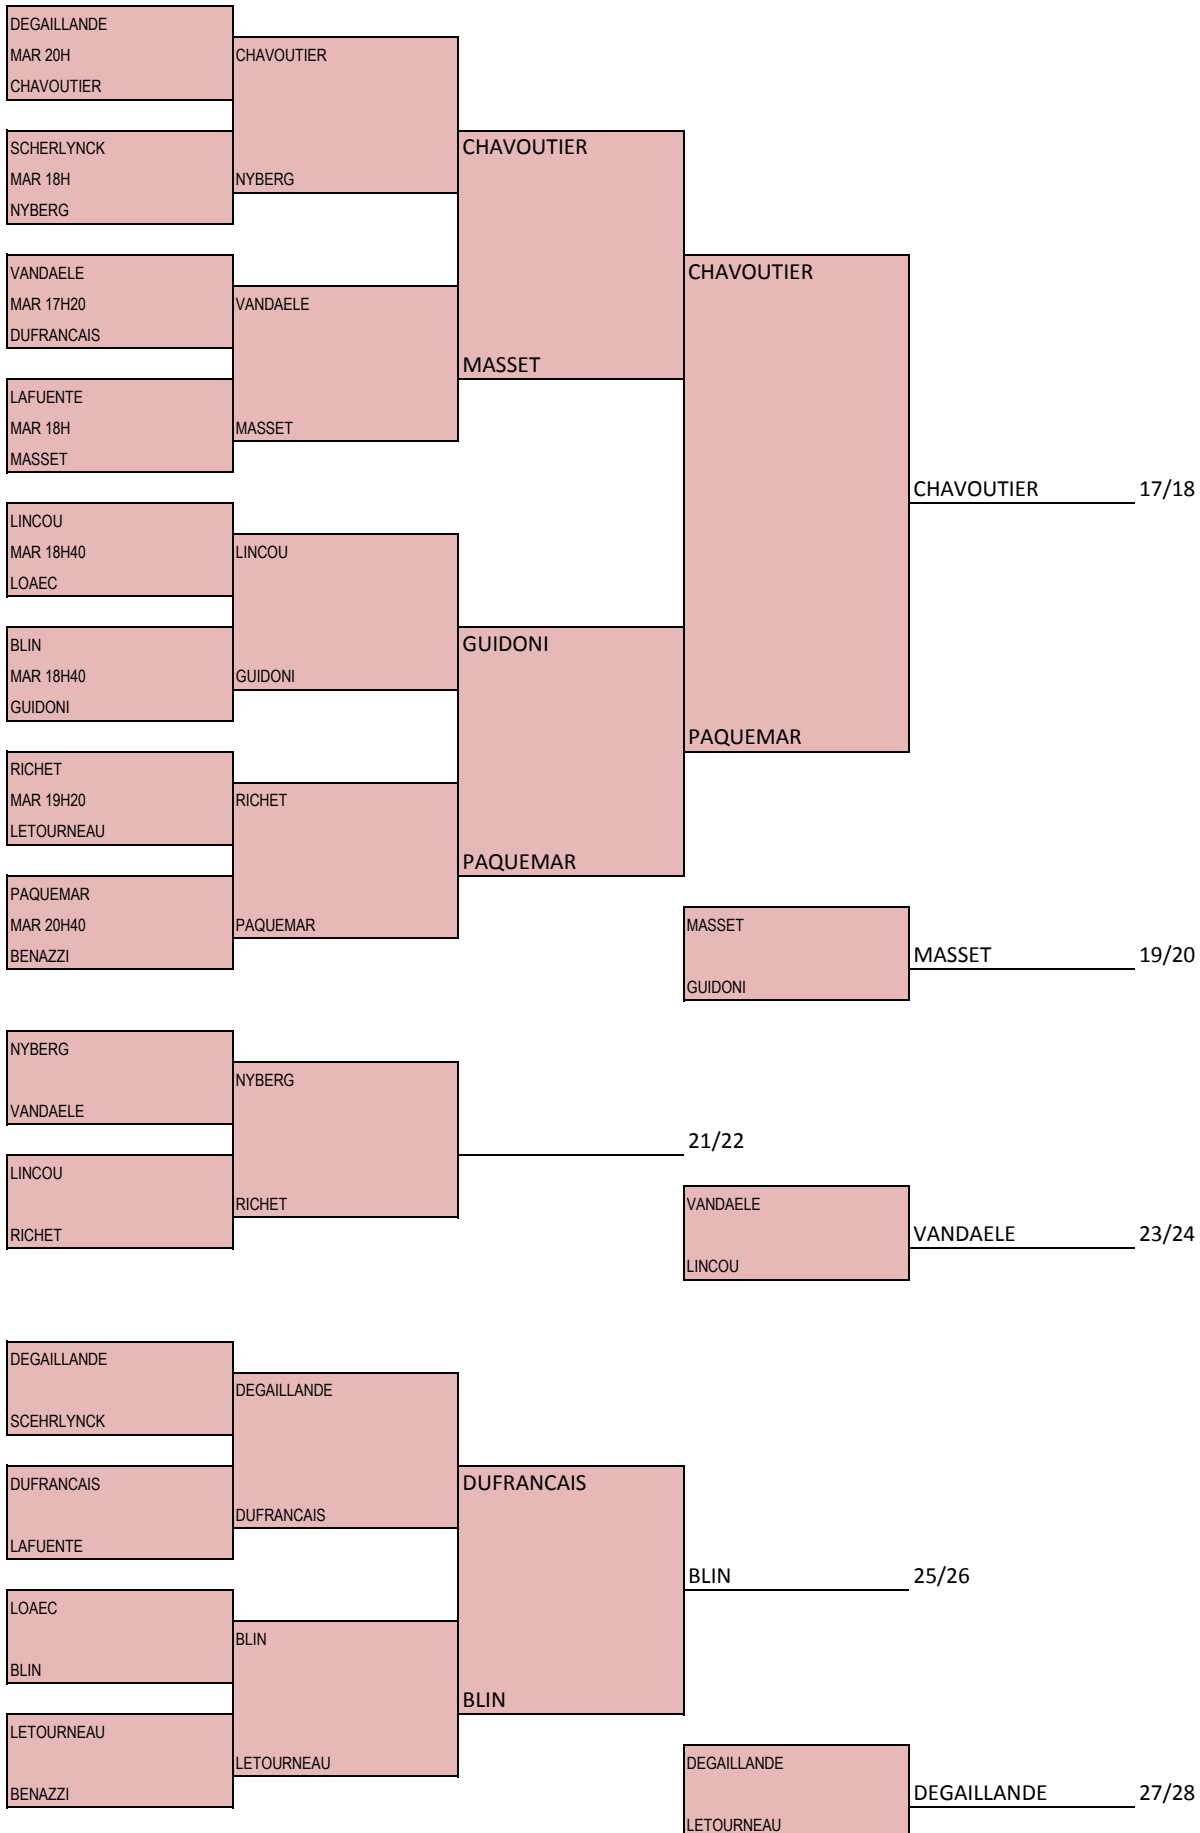 DEGAILLANDE
MAR 20H
CHAVOUTIER
SCHERLYNCK
MAR 18H
NYBERG
VANDAELE
MAR 17H20
DUFRANCAIS
LAFUENTE
MAR 18H
MASSET
LINCOU
MAR 18H40
LOAEC
BLIN
MAR 18H40
GUIDONI
RICHET
MAR 19H20
LETOURNEAU
PAQUEMAR
MAR 20H40
BENAZZI
CHAVOUTIER
NYBERG
VANDAELE
MASSET
LINCOU
GUIDONI
RICHET
PAQUEMAR
CHAVOUTIER
MASSET
GUIDONI
PAQUEMAR
CHAVOUTIER
PAQUEMAR
CHAVOUTIER 17/18
MASSET
GUIDONI
MASSET 19/20
NYBERG
VANDAELE
LINCOU
RICHET
NYBERG
RICHET
21/22
VANDAELE
LINCOU
VANDAELE 23/24
DEGAILLANDE
SCEHRLYNCK
DUFRANCAIS
LAFUENTE
LOAEC
BLIN
LETOURNEAU
BENAZZI
DEGAILLANDE
DUFRANCAIS
BLIN
LETOURNEAU
DUFRANCAIS
BLIN
BLIN 25/26
DEGAILLANDE
LETOURNEAU
DEGAILLANDE 27/28